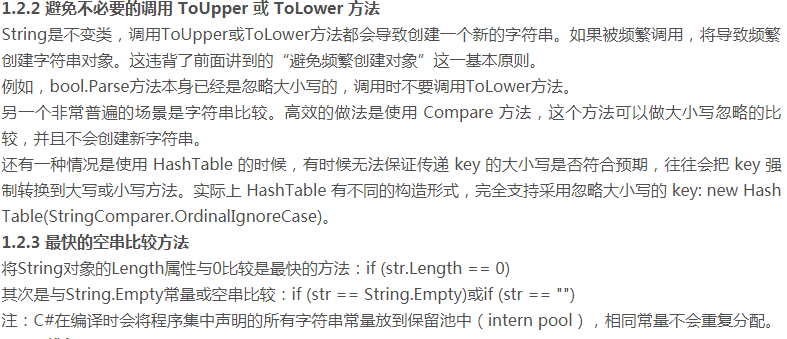 1.2.2 避免不必要的调用 ToUpper 或 ToLower 方法
String是不变类，调用ToUpper或ToLower方法都会导致创建一个新的字符串。如果被频繁调用，将导致频繁
创建字符串对象。这违背了前面讲到的“避免频繁创建对象”这一基本原则。
例如，bool.Parse方法本身已经是忽略大小写的，调用时不要调用ToLower方法。
另一个非常普遍的场景是字符串比较。高效的做法是使用 Compare 方法，这个方法可以做大小写忽略的比
较，并且不会创建新字符串。
还有一种情况是使用 HashTable 的时候，有时候无法保证传递 key 的大小写是否符合预期，往往会把 key 强
制转换到大写或小写方法。实际上 HashTable 有不同的构造形式，完全支持采用忽略大小写的 key: new Hash
Table(StringComparer.OrdinalIgnoreCase)。
1.2.3 最快的空串比较方法
将String对象的Length属性与0比较是最快的方法：if (str.Length == 0)
其次是与String.Empty常量或空串比较：if (str == String.Empty)或if (str == "")
注：C#在编译时会将程序集中声明的所有字符串常量放到保留池中（intern pool），相同常量不会重复分配。